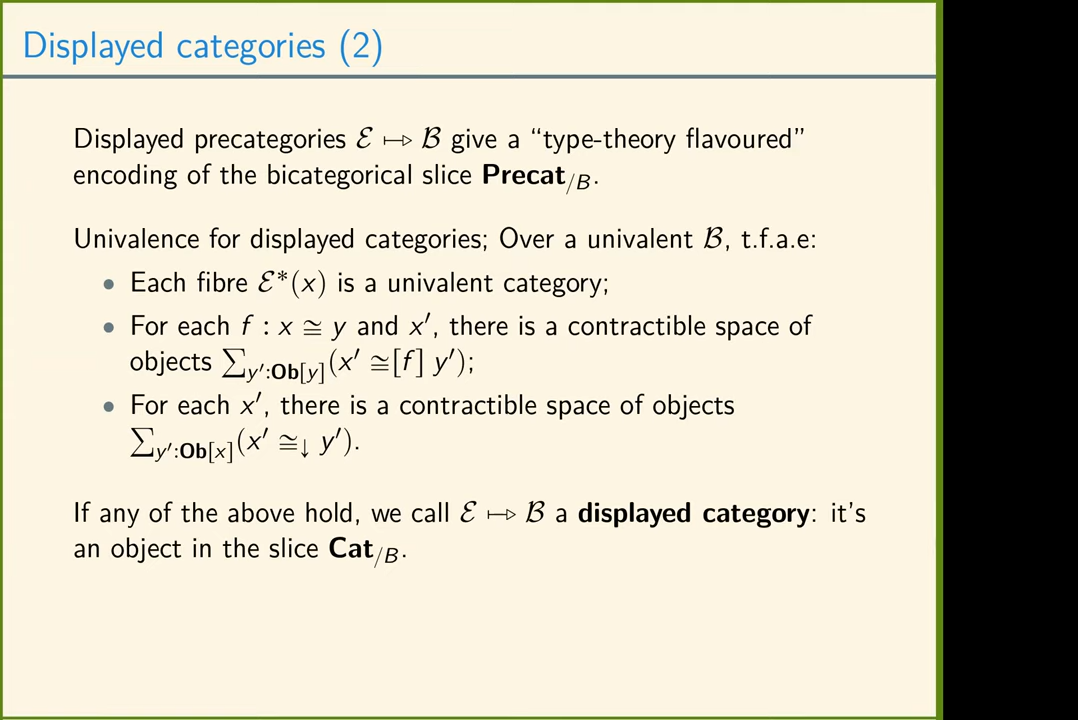 Displayed categories (2)
Displayed precategories ℰ ⇰ ℬ give a “type-theory flavoured”
encoding of the bicategorical slice Precat/B.
Univalence for displayed categories; Over a univalent ℬ, t.f.a.e:
• Each fibre ℰ*(x) is a univalent category;
• For each f : x ≅ y and x′, there is a contractible space of
objects ∑y′:Ob[y](x′ ≅[f] y′);
• For each x′, there is a contractible space of objects
∑y′:Ob[x](x′ ≅↓ y′).
If any of the above hold, we call ℰ ⇰ ℬ a displayed category: it’s
an object in the slice Cat/B.